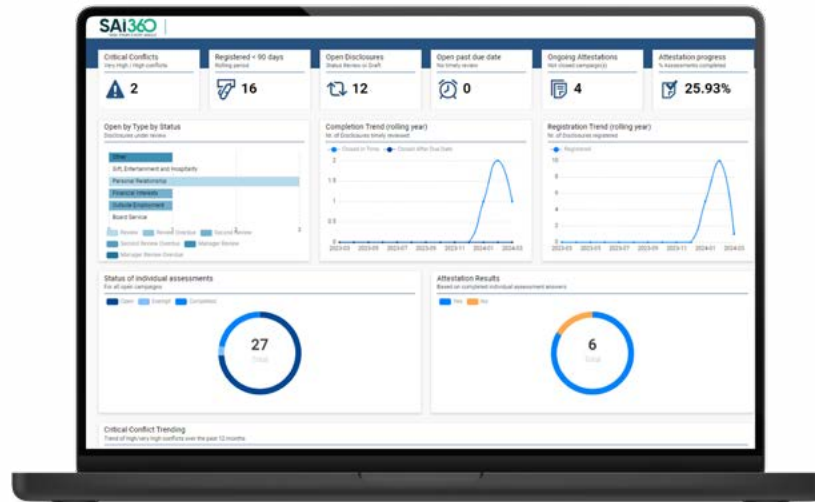 SAI360
Critical Conflicts
Very High / High conflicts
2
Registered < 90 days
Rolling period
16
Open Disclosures
Status Review or Draft
12
Open past due date
No timely review
0
Ongoing Attestations
Not closed campaign(s)
4
Attestation progress
% Assessments completed
25.93%
Open by Type by Status
Disclosures under review
Other
Gift, Entertainment and Hospitality
Personal Relationship
Financial Interests
Outside Employment
Board Service
Review Review Overdue Second Review
Second Review Overdue Manager Review
Manager Review Overdue
Completion Trend (rolling year)
Nr. of Disclosures timely reviewed
Closed in Time Closed After Due Date
2
1.5
1
0.5
0
2023-03 2023-05 2023-07 2023-09 2023-11 2024-01 2024-03
Registration Trend (rolling year)
Nr. of Disclosures registered
Registered
10
8
6
4
2
0
2023-03 2023-05 2023-07 2023-09 2023-11 2024-01 2024-03
Status of individual assessments
For all open campaigns
Open Exempt Completed
27
Total
Attestation Results
Based on completed individual assessment answers
Yes No
6
Total
Critical Conflict Trending
Trend of high/very high conflicts over the past 12 months